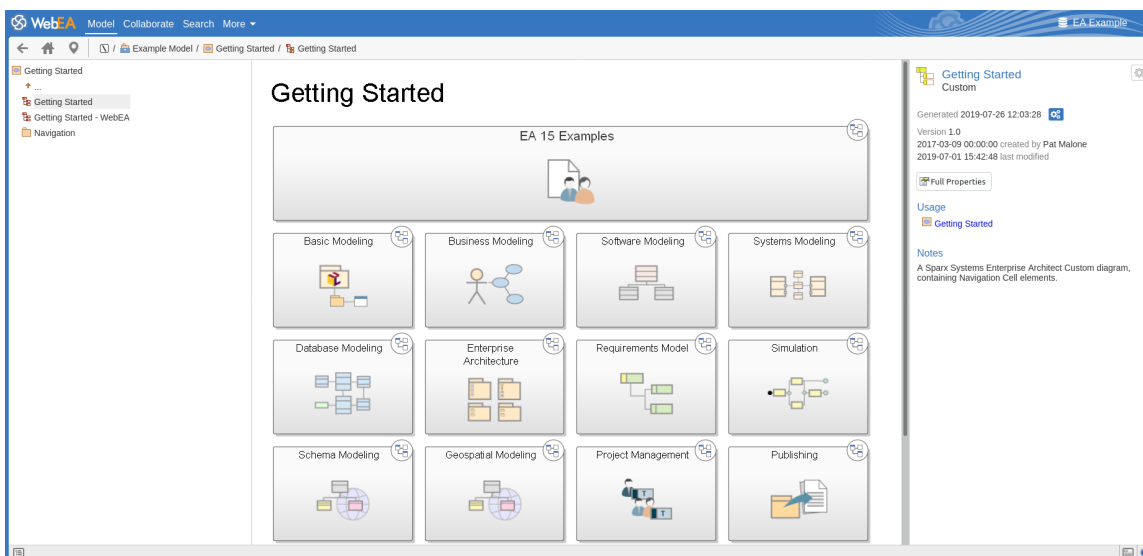 WebEA Model Collaborate Search More
EA Example
/ Example Model / Getting Started / Getting Started
Getting Started
...
Getting Started
Getting Started - WebEA
Navigation
Getting Started
EA 15 Examples
Basic Modeling
Business Modeling
Software Modeling
Systems Modeling
Database Modeling
Enterprise
Architecture
Requirements Model
Simulation
Schema Modeling
Geospatial Modeling
Project Management
T
T
Publishing
Getting Started
Custom
Generated 2019-07-26 12:03:28
Version 1.0
2017-03-09 00:00:00 created by Pat Malone
2019-07-01 15:42:48 last modified
Full Properties
Usage
Getting Started
Notes
A Sparx Systems Enterprise Architect Custom diagram,
containing Navigation Cell elements.